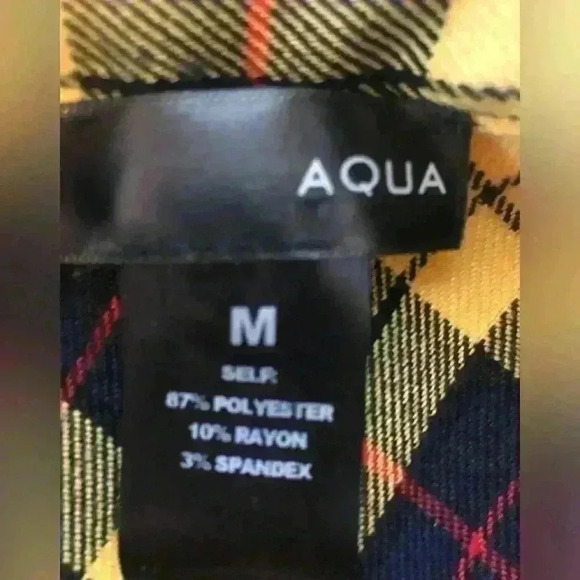 AQUA
M
SELF:
87% POLYESTER
10% RAYON
3% SPANDEX